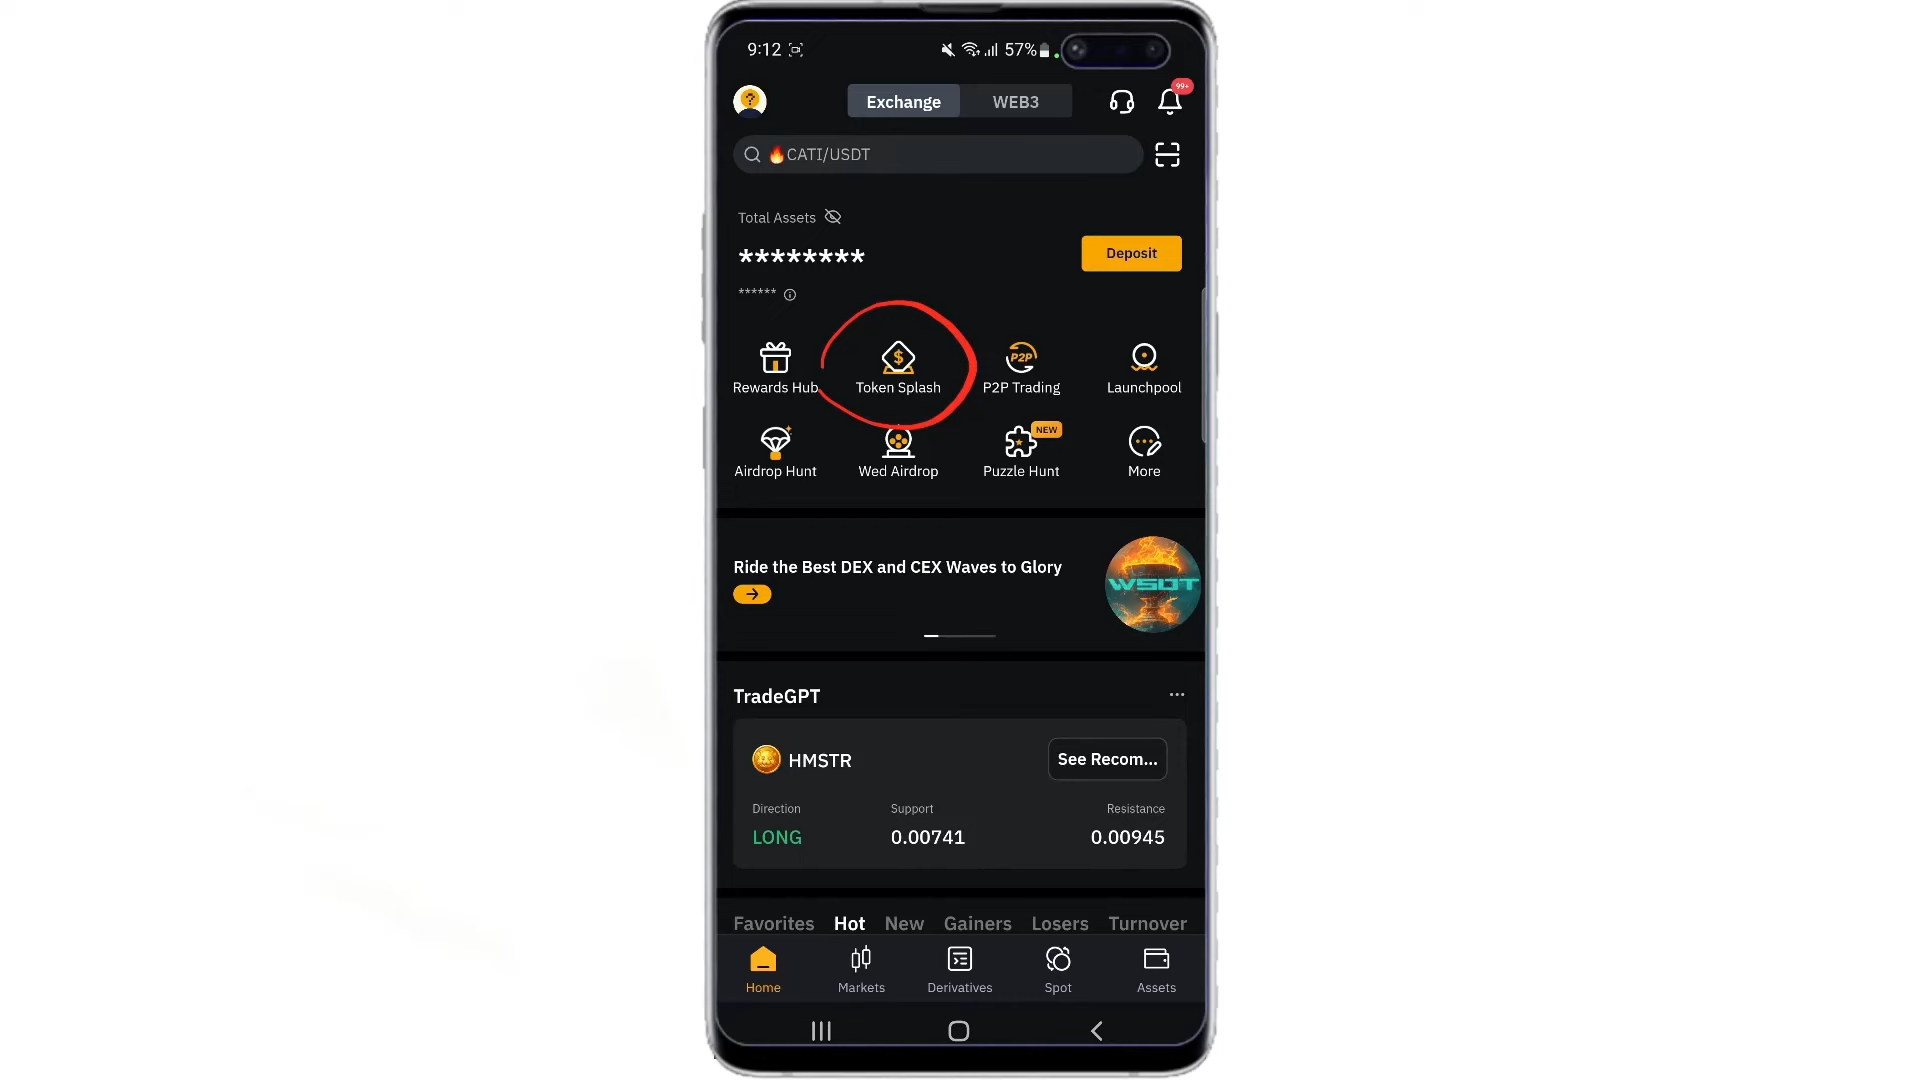 9:12 57%
Exchange WEB3 99+
CATI/USDT
Total Assets
********
Deposit
******
Rewards Hub Token Splash P2P P2P Trading Launchpool
NEW
Airdrop Hunt Wed Airdrop Puzzle Hunt More
Ride the Best DEX and CEX Waves to Glory
WSOT
TradeGPT
HMSTR See Recom...
Direction Support Resistance
LONG 0.00741 0.00945
Favorites Hot New Gainers Losers Turnover
Home Markets Derivatives Spot Assets